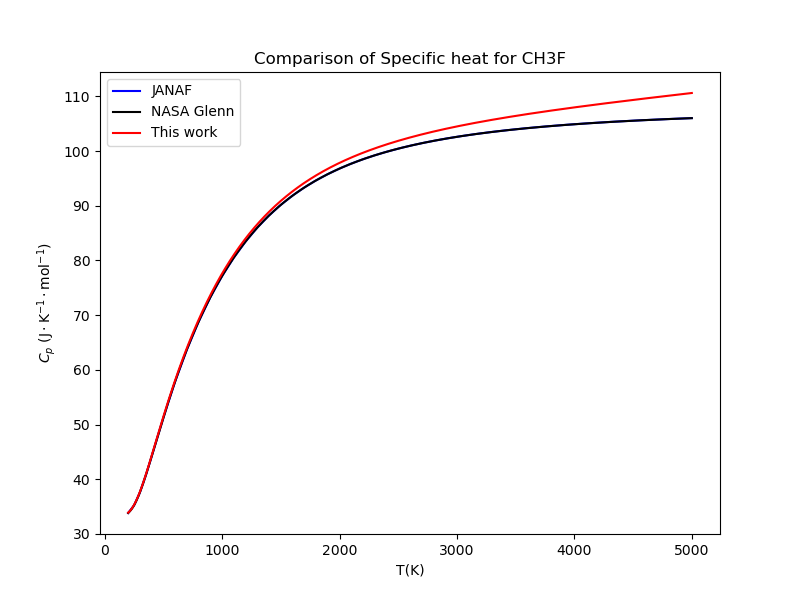 Comparison of Specific heat for CH3F
JANAF
NASA Glenn
This work
110
100
90
80
70
60
50
40
30
C_p (J · K⁻¹ · mol⁻¹)
0 1000 2000 3000 4000 5000
T(K)